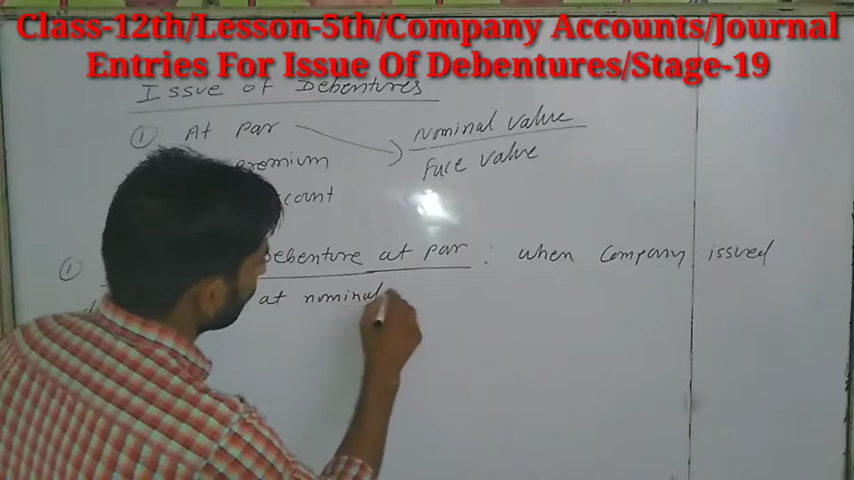 Class-12th/Lesson-5th/Company Accounts/Journal
Entries For Issue Of Debentures/Stage-19
Issue of Debentures
① At par
nominal value
premium
Face value
count
① Debenture at par : when Company issued
at nominal